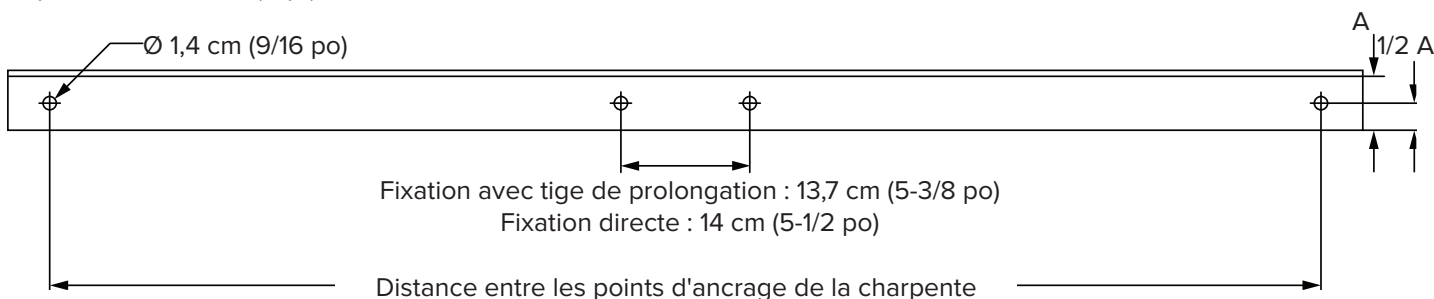 A
Ø 1,4 cm (9/16 po)
1/2 A
Fixation avec tige de prolongation : 13,7 cm (5-3/8 po)
Fixation directe : 14 cm (5-1/2 po)
Distance entre les points d'ancrage de la charpente